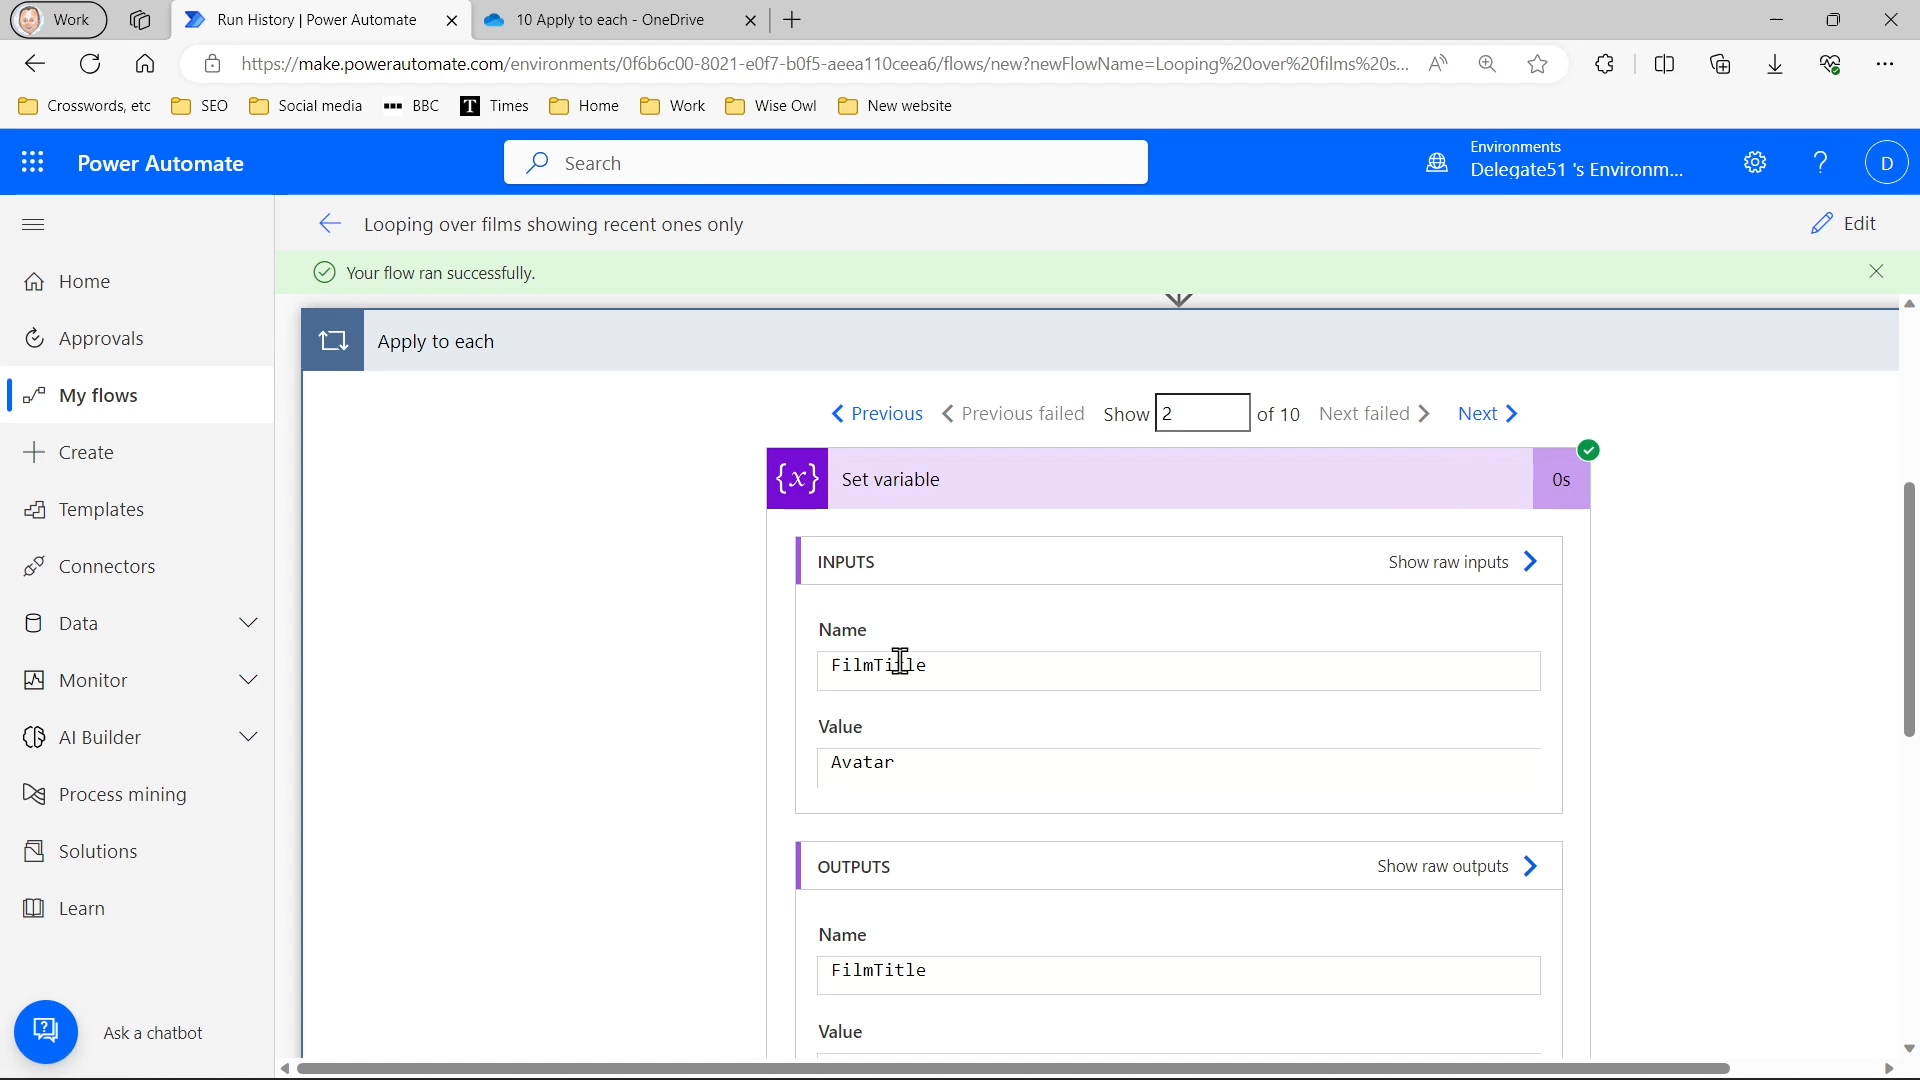 Work
Run History | Power Automate
10 Apply to each - OneDrive
https://make.powerautomate.com/environments/0f6b6c00-8021-e0f7-b0f5-aeea110ceea6/flows/new?newFlowName=Looping%20over%20films%20s...
Crosswords, etc
SEO
Social media
BBC
T Times
Home
Work
Wise Owl
New website
Power Automate
Search
Environments
Delegate51 's Environm...
D
Looping over films showing recent ones only
Edit
Your flow ran successfully.
Home
Approvals
My flows
Create
Templates
Connectors
Data
Monitor
AI Builder
Process mining
Solutions
Learn
Ask a chatbot
Apply to each
Previous
Previous failed
Show 2 of 10
Next failed
Next
{x} Set variable
0s
INPUTS
Show raw inputs
Name
FilmTitle
Value
Avatar
OUTPUTS
Show raw outputs
Name
FilmTitle
Value